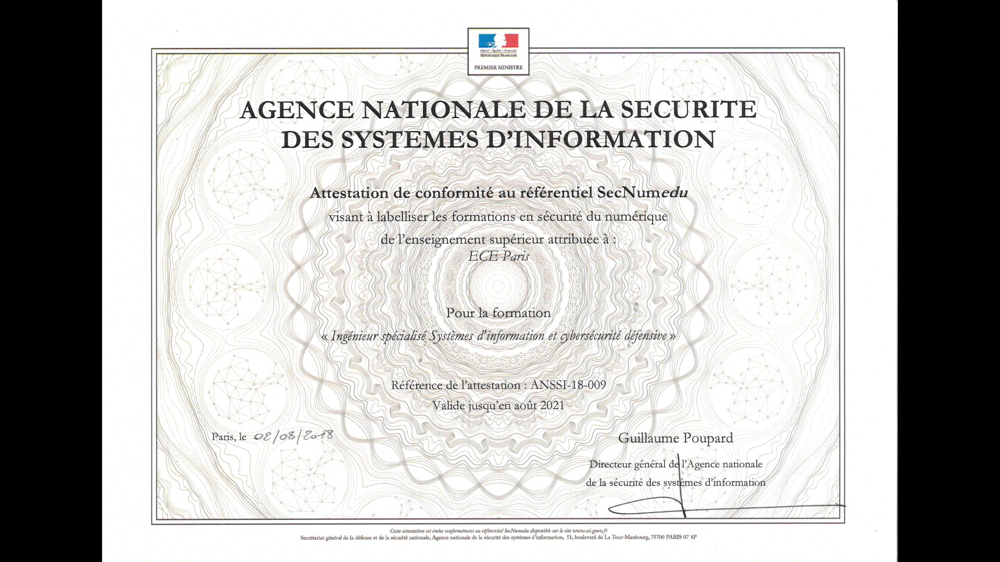 Liberté • Égalité • Fraternité
RÉPUBLIQUE FRANÇAISE
PREMIER MINISTRE
AGENCE NATIONALE DE LA SECURITE
DES SYSTEMES D’INFORMATION
Attestation de conformité au référentiel SecNumedu
visant à labelliser les formations en sécurité du numérique
de l’enseignement supérieur attribuée à :
ECE Paris
Pour la formation
« Ingénieur spécialisé Systèmes d'information et cybersécurité défensive »
Référence de l’attestation : ANSSI-18-009
Valide jusqu’en août 2021
Paris, le 02/08/2018
Guillaume Poupard
Directeur général de l’Agence nationale
de la sécurité des systèmes d’information
Cette attestation est émise conformément au référentiel SecNumedu disponible sur le site www.ssi.gouv.fr
Secrétariat général de la défense et de la sécurité nationale, Agence nationale de la sécurité des systèmes d’information, 51, boulevard de La Tour-Maubourg, 75700 PARIS 07 SP